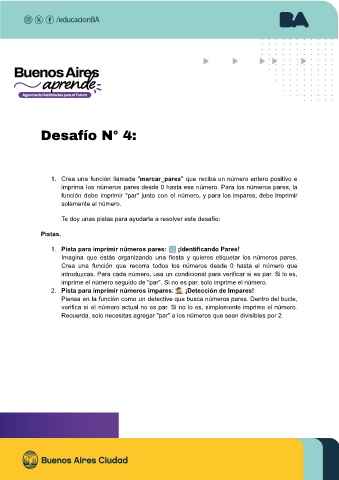 /educacionBA
BA
Buenos Aires
aprende
Agencia de Habilidades para el Futuro
Desafío N° 4:
1. Crea una función llamada "marcar_pares" que reciba un número entero positivo e
imprima los números pares desde 0 hasta ese número. Para los números pares, la
función debe imprimir "par" junto con el número, y para los impares, debe imprimir
solamente el número.
Te doy unas pistas para ayudarte a resolver este desafío:
Pistas.
1. Pista para imprimir números pares: 🔢 ¡Identificando Pares!
Imagina que estás organizando una fiesta y quieres etiquetar los números pares.
Crea una función que recorra todos los números desde 0 hasta el número que
introduzcas. Para cada número, usa un condicional para verificar si es par. Si lo es,
imprime el número seguido de "par". Si no es par, solo imprime el número.
2. Pista para imprimir números impares: 🕵️ ¡Detección de Impares!
Piensa en la función como un detective que busca números pares. Dentro del bucle,
verifica si el número actual no es par. Si no lo es, simplemente imprime el número.
Recuerda, solo necesitas agregar "par" a los números que sean divisibles por 2.
Buenos Aires Ciudad